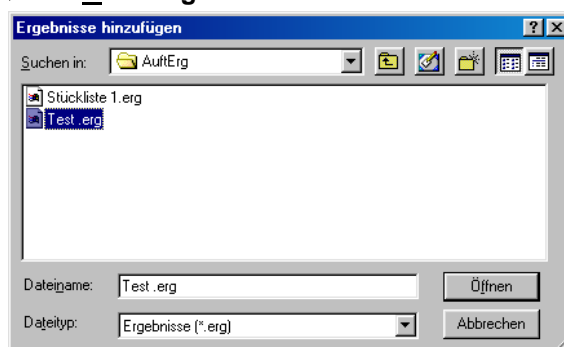 Ergebnisse hinzufügen
Suchen in: AuftErg
Stückliste 1.erg
Test .erg
Dateiname: Test .erg Öffnen
Dateityp: Ergebnisse (*.erg) Abbrechen